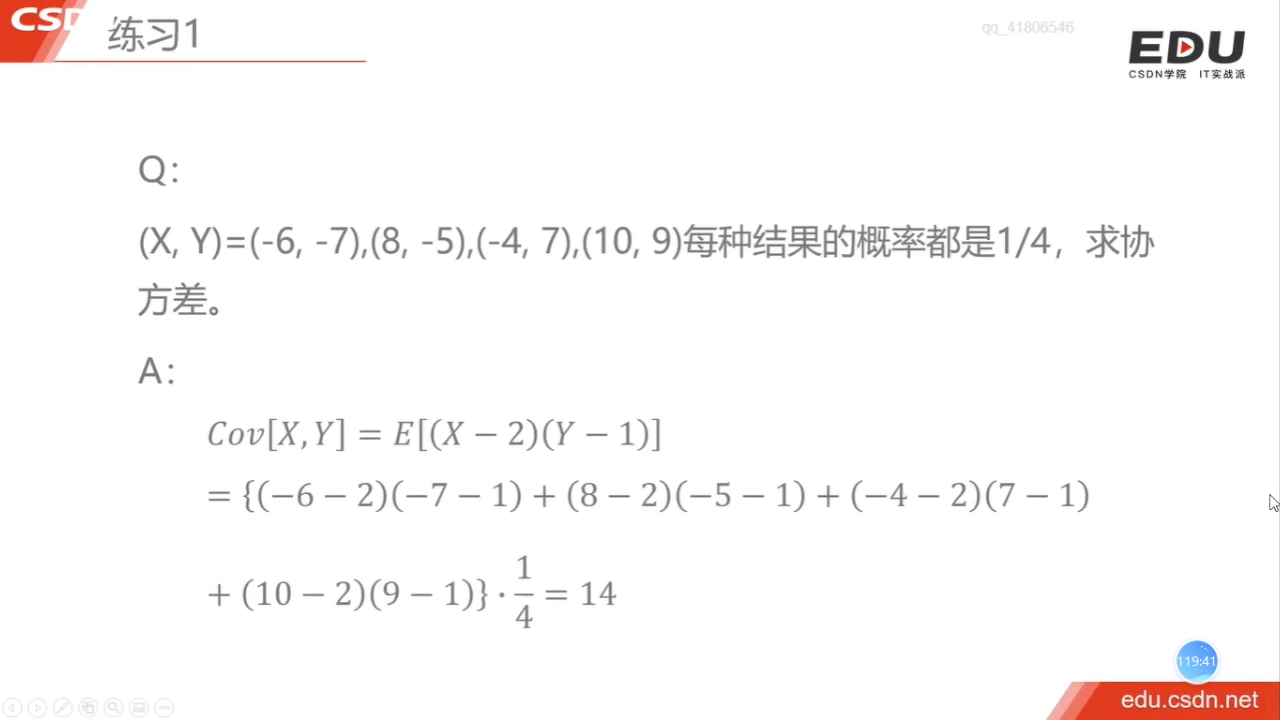 CSD
练习1
qq_41806546
EDU
CSDN学院 IT实战派
Q:
(X, Y)=(-6, -7),(8, -5),(-4, 7),(10, 9)每种结果的概率都是1/4，求协
方差。
A:
Cov[X,Y] = E[(X − 2)(Y − 1)]
= {(−6 − 2)(−7 − 1) + (8 − 2)(−5 − 1) + (−4 − 2)(7 − 1)
+ (10 − 2)(9 − 1)} · 1/4 = 14
119:41
edu.csdn.net